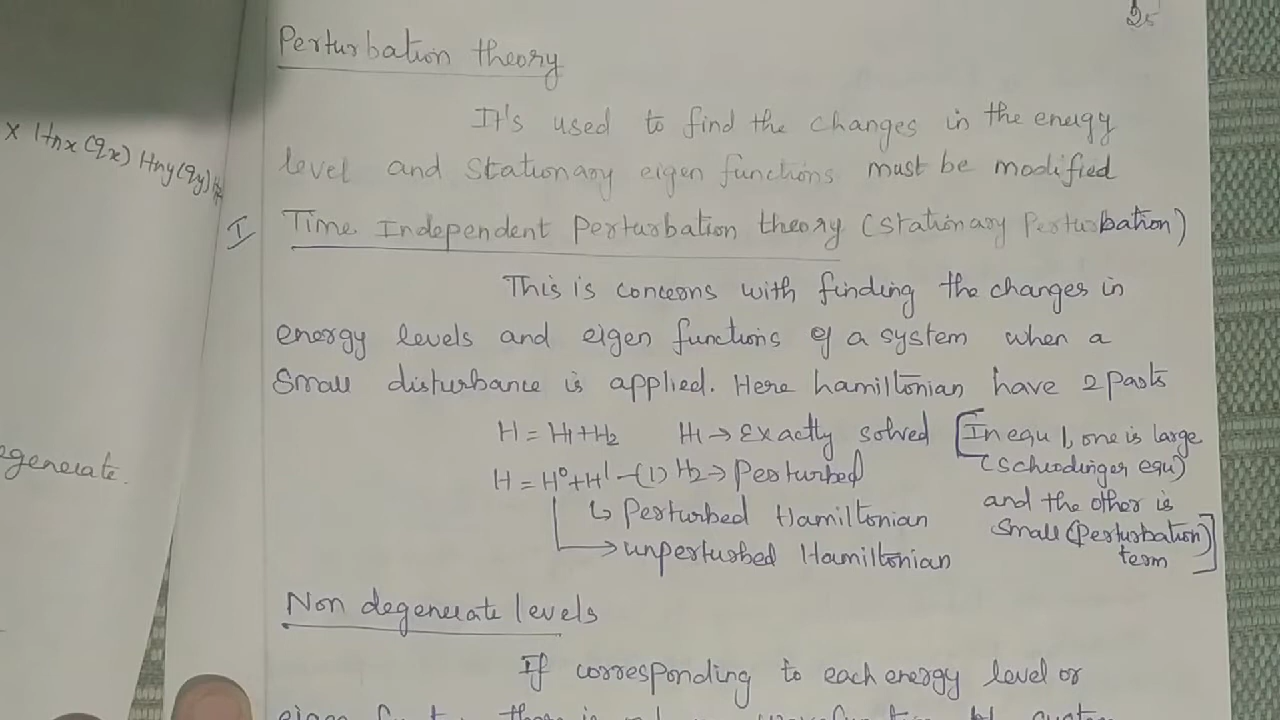 25
x Hnx(qx) Hny(qy)
egenerate.
Perturbation theory
It's used to find the changes in the energy
level and stationary eigen functions must be modified
I Time Independent Perturbation theory (stationary Perturbation)
This is concerns with finding the changes in
energy levels and eigen functions of a system when a
small disturbance is applied. Here hamiltonian have 2 parts
H = H1+H2 H1 → Exactly solved [In equ 1, one is large
H = H⁰+H' —(1) H2 → Perturbed (Schrodinger equ)
↳ Perturbed Hamiltonian and the other is
→ unperturbed Hamiltonian small (Perturbation) term]
Non degenerate levels
If corresponding to each energy level or